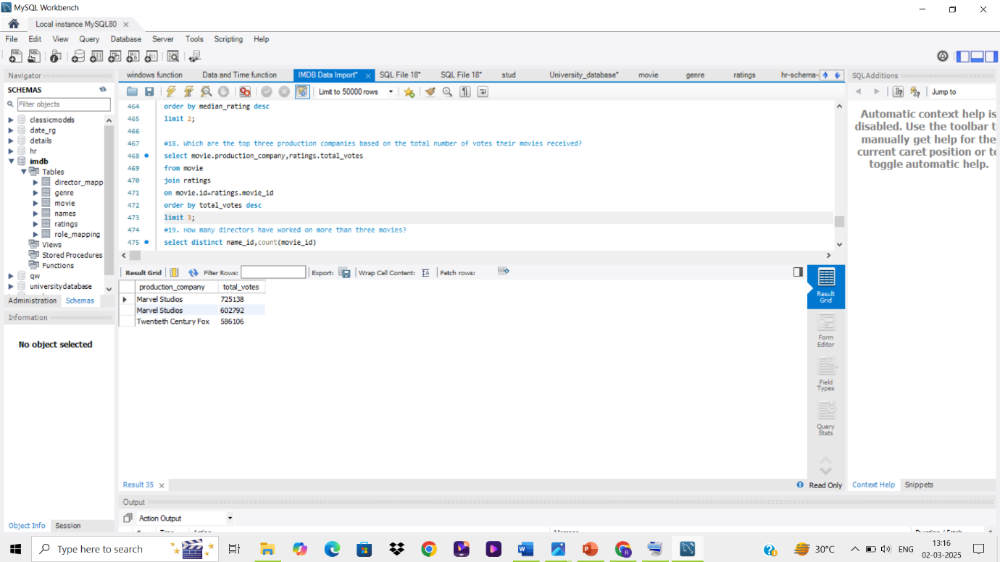 MySQL Workbench
Local instance MySQL80
File Edit View Query Database Server Tools Scripting Help
Navigator
SCHEMAS
Filter objects
classicmodels
date_rg
details
hr
imdb
Tables
director_mapp
genre
movie
names
ratings
role_mapping
Views
Stored Procedures
Functions
qw
universitydatabase
Administration Schemas
Information
No object selected
Object Info Session
windows function Data and Time function IMDB Data Import* SQL File 18* SQL File 18* stud University_database* movie genre ratings hr-schema-
Limit to 50000 rows
464 order by median_rating desc
465 limit 2;
466
467 #18. Which are the top three production companies based on the total number of votes their movies received?
468 select movie.production_company,ratings.total_votes
469 from movie
470 join ratings
471 on movie.id=ratings.movie_id
472 order by total_votes desc
473 limit 3;
474 #19. How many directors have worked on more than three movies?
475 select distinct name_id,count(movie_id)
Result Grid Filter Rows: Export: Wrap Cell Content: Fetch rows:
production_company total_votes
Marvel Studios 725138
Marvel Studios 602792
Twentieth Century Fox 586106
Result Grid
Form Editor
Field Types
Query Stats
Result 35
Read Only
Output
Action Output
SQLAdditions
Jump to
Automatic context help is
disabled. Use the toolbar t
manually get help for the
current caret position or to
toggle automatic help.
Context Help Snippets
Type here to search
30°C
ENG
13:16
02-03-2025